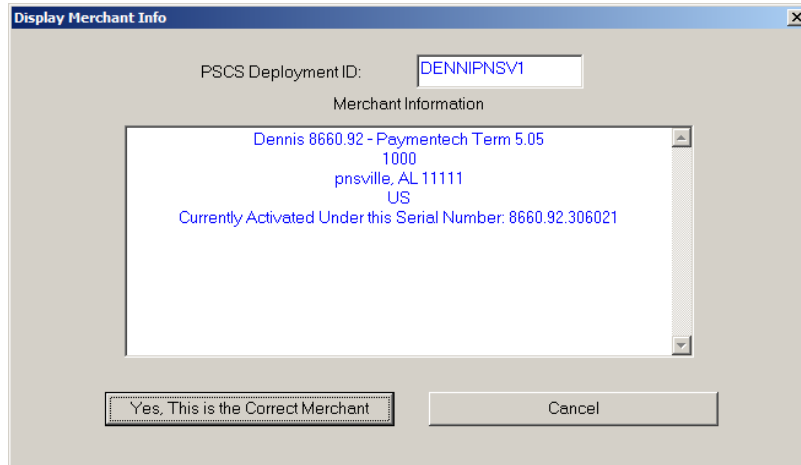 Display Merchant Info
PSCS Deployment ID: DENNIPNSV1
Merchant Information
Dennis 8660.92 - Paymentech Term 5.05
1000
pnsville, AL 11111
US
Currently Activated Under this Serial Number: 8660.92.306021
Yes, This is the Correct Merchant Cancel